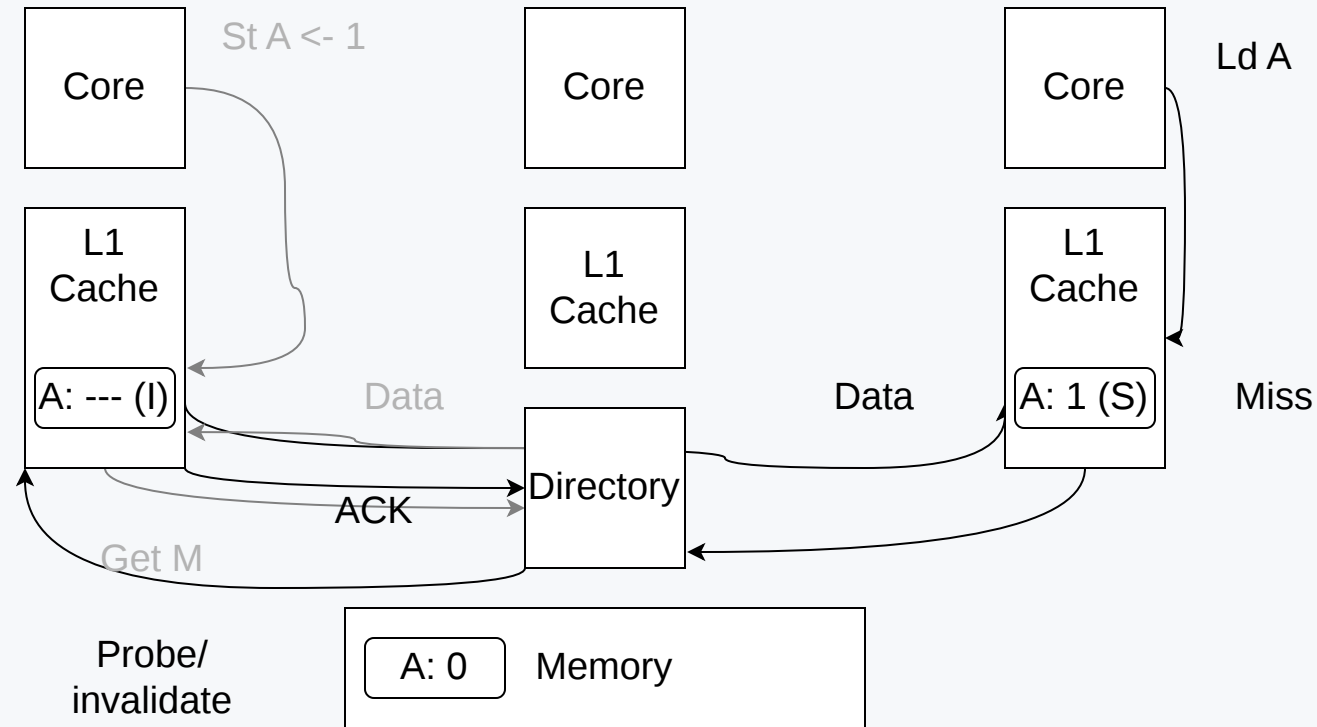 St A <- 1
Core
Core
Core
Ld A
L1
Cache
L1
Cache
L1
Cache
A: --- (I)
Data
Data
A: 1 (S)
Miss
Directory
ACK
Get M
Probe/
invalidate
A: 0
Memory